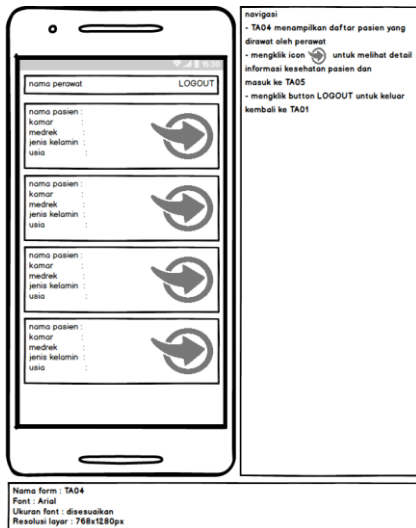 6:30
nama perawat LOGOUT
nama pasien :
kamar :
medrek :
jenis kelamin :
usia :
nama pasien :
kamar :
medrek :
jenis kelamin :
usia :
nama pasien :
kamar :
medrek :
jenis kelamin :
usia :
nama pasien :
kamar :
medrek :
jenis kelamin :
usia :
navigasi
- TA04 menampilkan daftar pasien yang
dirawat oleh perawat
- mengklik icon untuk melihat detail
informasi kesehatan pasien dan
masuk ke TA05
- mengklik button LOGOUT untuk keluar
kembali ke TA01
Nama form : TA04
Font : Arial
Ukuran font : disesuaikan
Resolusi layar : 768x1280px